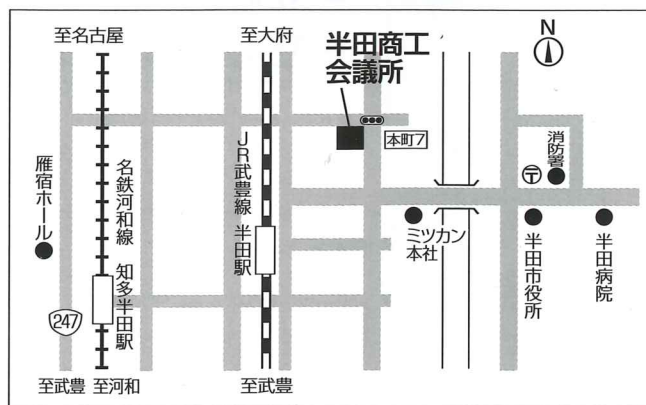 至名古屋
至大府
半田商工
会議所
N
本町7
消防署
〒
JR武豊線
半田駅
名鉄河和線
知多半田駅
雁宿ホール
ミツカン
本社
半田市役所
半田病院
247
至武豊
至河和
至武豊